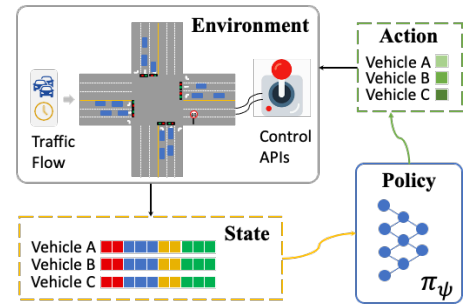 Environment
Traffic
Flow
Control
APIs
Action
Vehicle A
Vehicle B
Vehicle C
State
Vehicle A
Vehicle B
Vehicle C
Policy
πψ